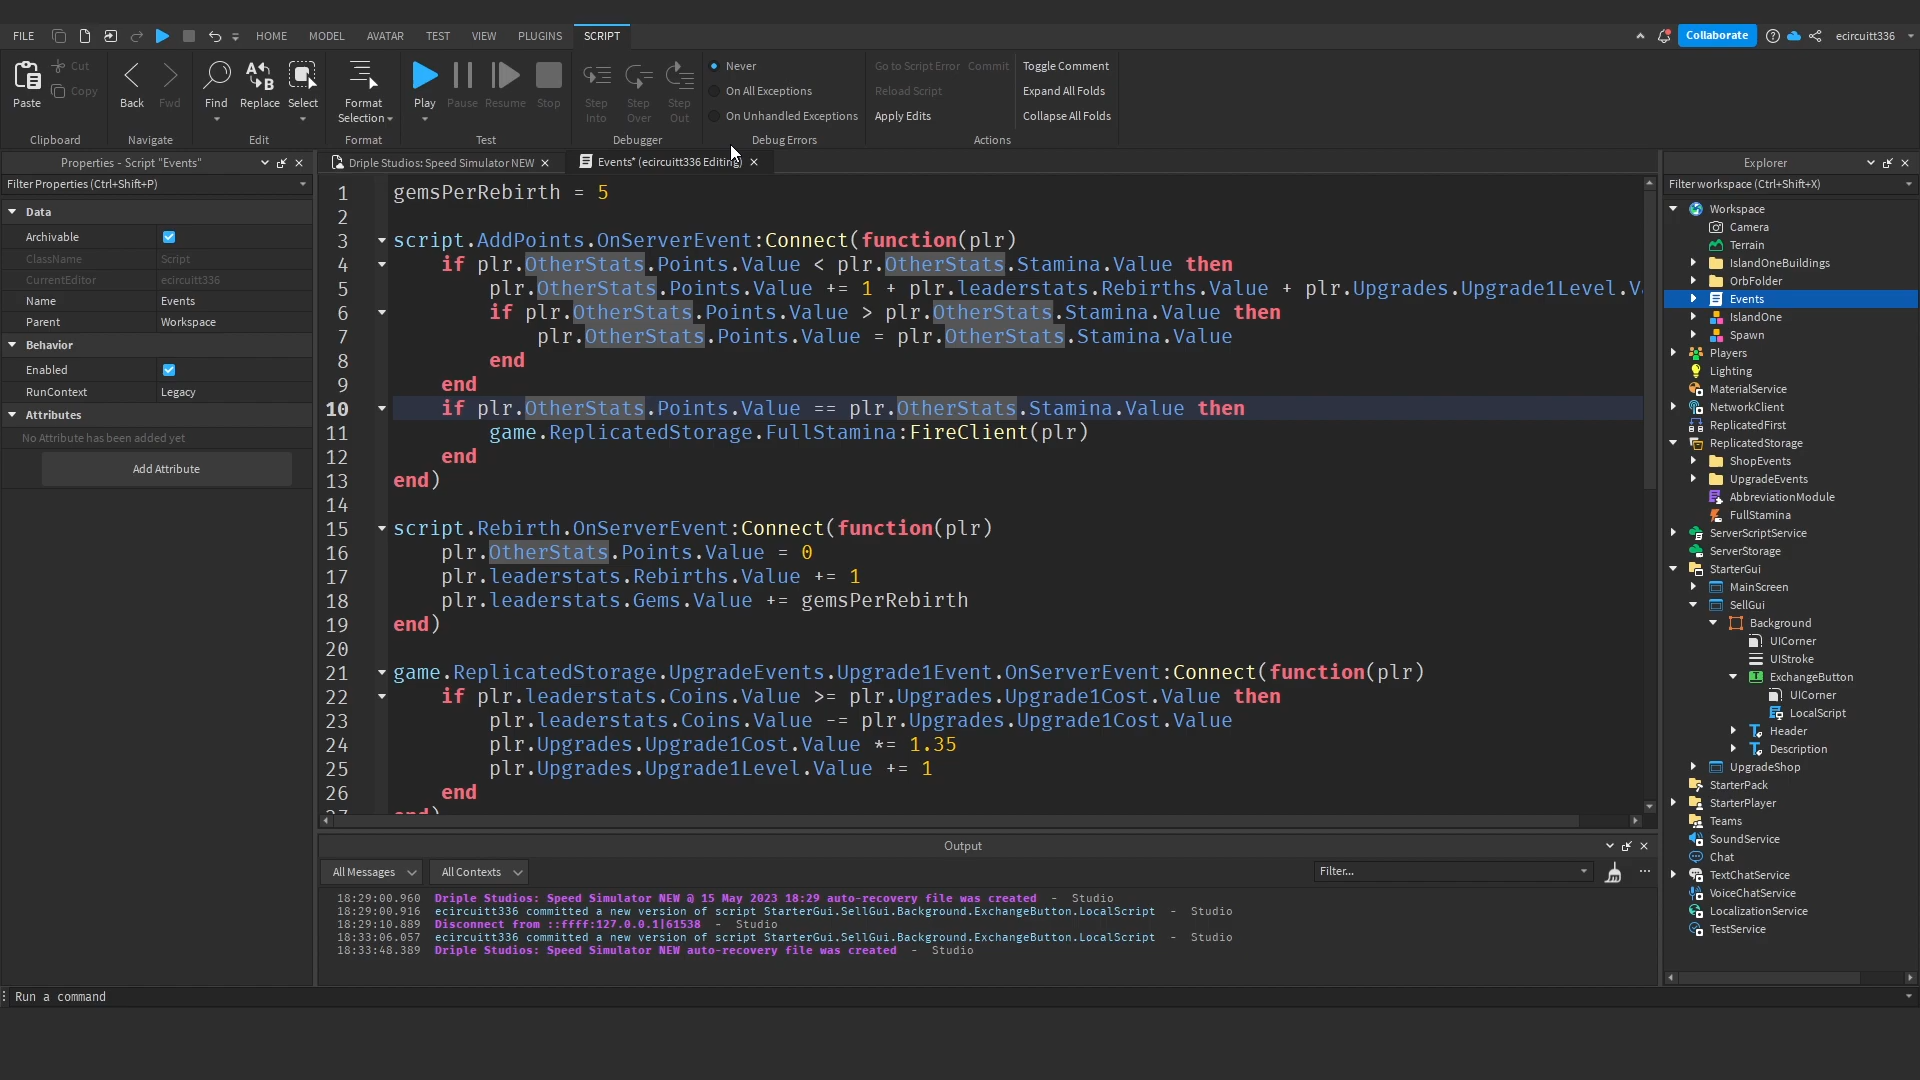 FILE HOME MODEL AVATAR TEST VIEW PLUGINS SCRIPT Collaborate ecircuitt336
Paste Cut Copy Back Fwd Find Replace Select Format Selection Play Pause Resume Stop Step Into Step Over Step Out
Never
On All Exceptions
On Unhandled Exceptions
Go to Script Error Commit
Reload Script
Apply Edits
Toggle Comment
Expand All Folds
Collapse All Folds
Clipboard Navigate Edit Format Test Debugger Debug Errors Actions
Properties - Script "Events"
Filter Properties (Ctrl+Shift+P)
Data
Archivable
ClassName Script
CurrentEditor ecircuitt336
Name Events
Parent Workspace
Behavior
Enabled
RunContext Legacy
Attributes
No Attribute has been added yet
Add Attribute
Driple Studios: Speed Simulator NEW Events* (ecircuitt336 Editing)
1 gemsPerRebirth = 5
2
3 script.AddPoints.OnServerEvent:Connect(function(plr)
4 if plr.OtherStats.Points.Value < plr.OtherStats.Stamina.Value then
5 plr.OtherStats.Points.Value += 1 + plr.leaderstats.Rebirths.Value + plr.Upgrades.Upgrade1Level.V
6 if plr.OtherStats.Points.Value > plr.OtherStats.Stamina.Value then
7 plr.OtherStats.Points.Value = plr.OtherStats.Stamina.Value
8 end
9 end
10 if plr.OtherStats.Points.Value == plr.OtherStats.Stamina.Value then
11 game.ReplicatedStorage.FullStamina:FireClient(plr)
12 end
13 end)
14
15 script.Rebirth.OnServerEvent:Connect(function(plr)
16 plr.OtherStats.Points.Value = 0
17 plr.leaderstats.Rebirths.Value += 1
18 plr.leaderstats.Gems.Value += gemsPerRebirth
19 end)
20
21 game.ReplicatedStorage.UpgradeEvents.Upgrade1Event.OnServerEvent:Connect(function(plr)
22 if plr.leaderstats.Coins.Value >= plr.Upgrades.Upgrade1Cost.Value then
23 plr.leaderstats.Coins.Value -= plr.Upgrades.Upgrade1Cost.Value
24 plr.Upgrades.Upgrade1Cost.Value *= 1.35
25 plr.Upgrades.Upgrade1Level.Value += 1
26 end
27 end)
Output
All Messages All Contexts Filter...
18:29:00.960 Driple Studios: Speed Simulator NEW @ 15 May 2023 18:29 auto-recovery file was created - Studio
18:29:00.916 ecircuitt336 committed a new version of script StarterGui.SellGui.Background.ExchangeButton.LocalScript - Studio
18:29:10.889 Disconnect from ::ffff:127.0.0.1|61538 - Studio
18:33:06.057 ecircuitt336 committed a new version of script StarterGui.SellGui.Background.ExchangeButton.LocalScript - Studio
18:33:48.389 Driple Studios: Speed Simulator NEW auto-recovery file was created - Studio
Run a command
Explorer
Filter workspace (Ctrl+Shift+X)
Workspace
Camera
Terrain
IslandOneBuildings
OrbFolder
Events
IslandOne
Spawn
Players
Lighting
MaterialService
NetworkClient
ReplicatedFirst
ReplicatedStorage
ShopEvents
UpgradeEvents
AbbreviationModule
FullStamina
ServerScriptService
ServerStorage
StarterGui
MainScreen
SellGui
Background
UICorner
UIStroke
ExchangeButton
UICorner
LocalScript
Header
Description
UpgradeShop
StarterPack
StarterPlayer
Teams
SoundService
Chat
TextChatService
VoiceChatService
LocalizationService
TestService